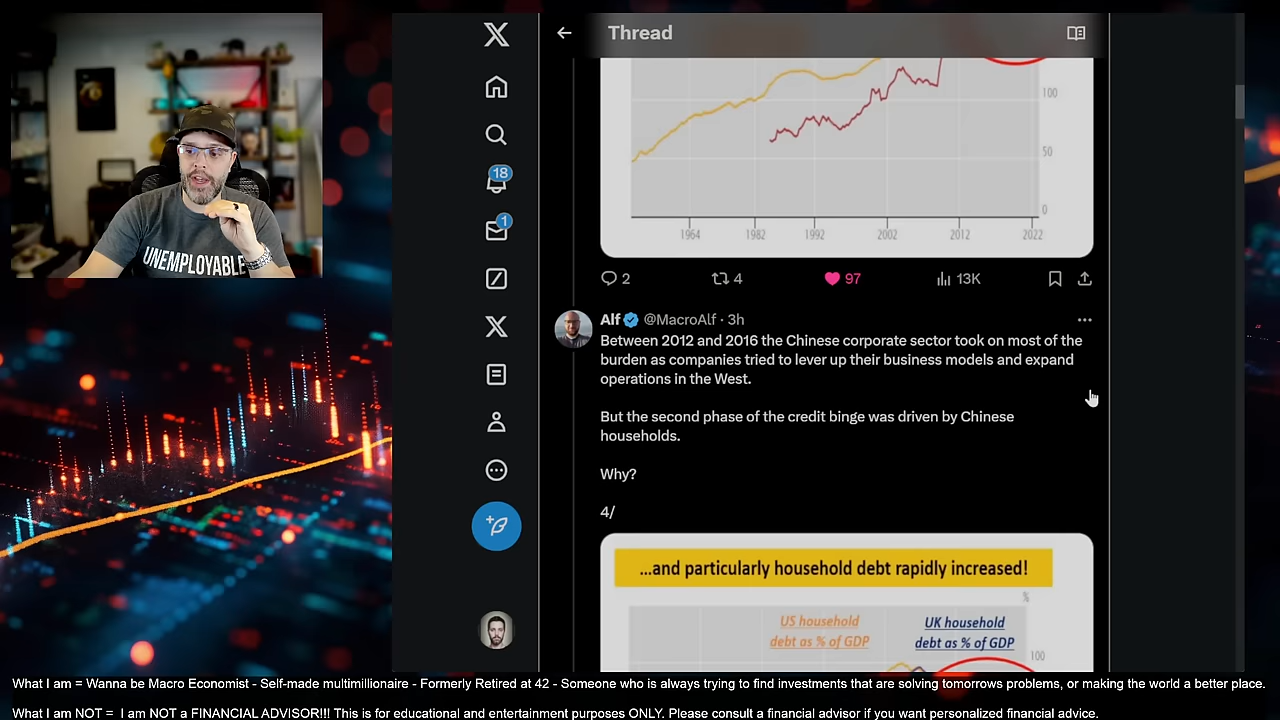 UNEMPLOYABLE
18
1
Thread
100
50
0
1964
1982
1992
2002
2012
2022
2
4
97
13K
Alf @MacroAlf · 3h
Between 2012 and 2016 the Chinese corporate sector took on most of the
burden as companies tried to lever up their business models and expand
operations in the West.
But the second phase of the credit binge was driven by Chinese
households.
Why?
4/
...and particularly household debt rapidly increased!
%
US household
debt as % of GDP
UK household
debt as % of GDP
100
What I am = Wanna be Macro Economist - Self-made multimillionaire - Formerly Retired at 42 - Someone who is always trying to find investments that are solving tomorrows problems, or making the world a better place.
What I am NOT = I am NOT a FINANCIAL ADVISOR!!! This is for educational and entertainment purposes ONLY. Please consult a financial advisor if you want personalized financial advice.